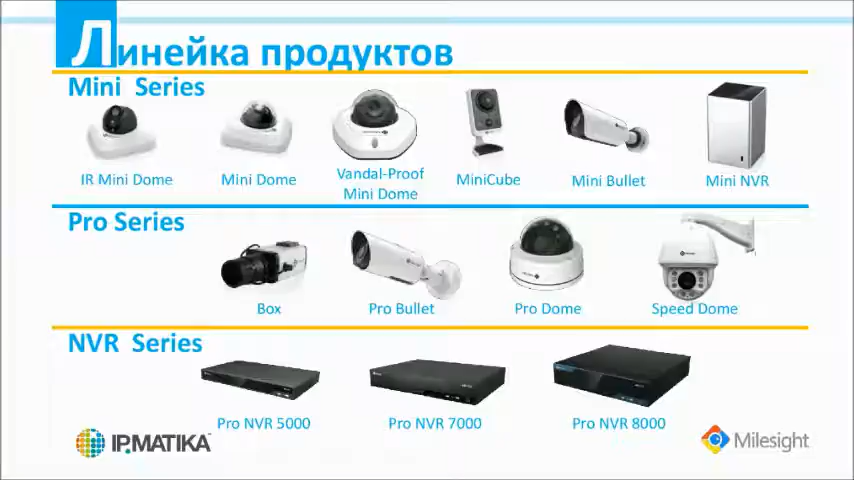 Линейка продуктов
Mini Series
IR Mini Dome
Mini Dome
Vandal-Proof
Mini Dome
MiniCube
Mini Bullet
Mini NVR
Pro Series
Box
Pro Bullet
Pro Dome
Speed Dome
NVR Series
Pro NVR 5000
Pro NVR 7000
Pro NVR 8000
IPMATIKA
Milesight